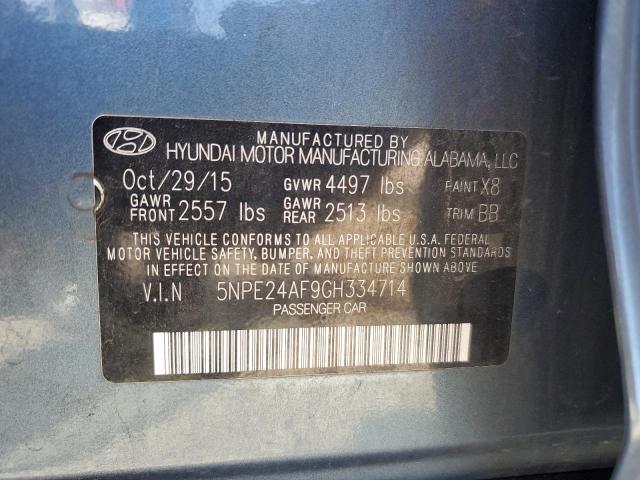 MANUFACTURED BY
HYUNDAI MOTOR MANUFACTURING ALABAMA, LLC
Oct/29/15 GVWR 4497 lbs PAINT X8
GAWR FRONT 2557 lbs GAWR REAR 2513 lbs TRIM BB
THIS VEHICLE CONFORMS TO ALL APPLICABLE U.S.A. FEDERAL
MOTOR VEHICLE SAFETY, BUMPER, AND THEFT PREVENTION STANDARDS
IN EFFECT ON THE DATE OF MANUFACTURE SHOWN ABOVE.
V.I.N 5NPE24AF9GH334714
PASSENGER CAR